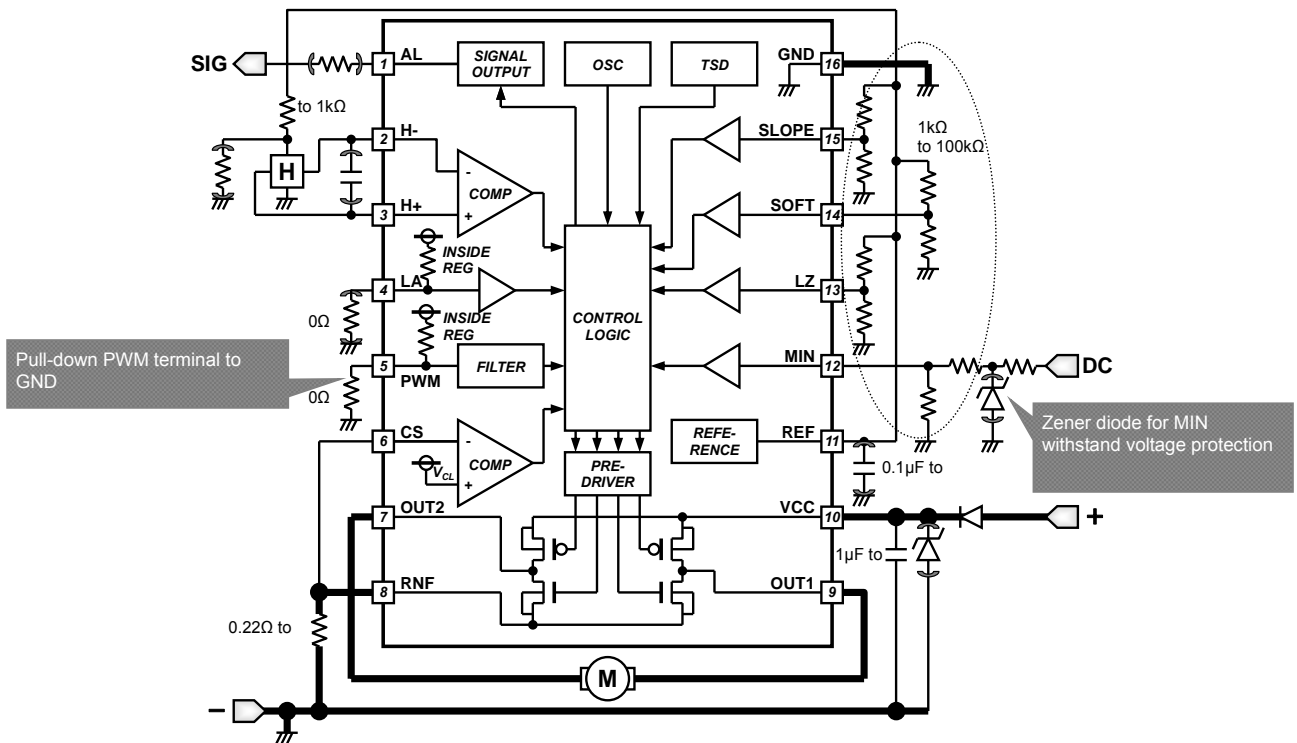 SIG
1
AL
SIGNAL
OUTPUT
OSC
TSD
GND
16
to 1kΩ
2
H-
H
3
H+
-
+
COMP
SLOPE
15
1kΩ
to 100kΩ
SOFT
14
INSIDE
REG
4
LA
0Ω
CONTROL
LOGIC
LZ
13
INSIDE
REG
5
PWM
0Ω
FILTER
MIN
12
DC
Pull-down PWM terminal to
GND
Zener diode for MIN
withstand voltage protection
6
CS
-
+
COMP
VCL
REFE-
RENCE
REF
11
0.1µF to
PRE-
DRIVER
7
OUT2
VCC
10
+
1µF to
8
RNF
OUT1
9
0.22Ω to
M
–